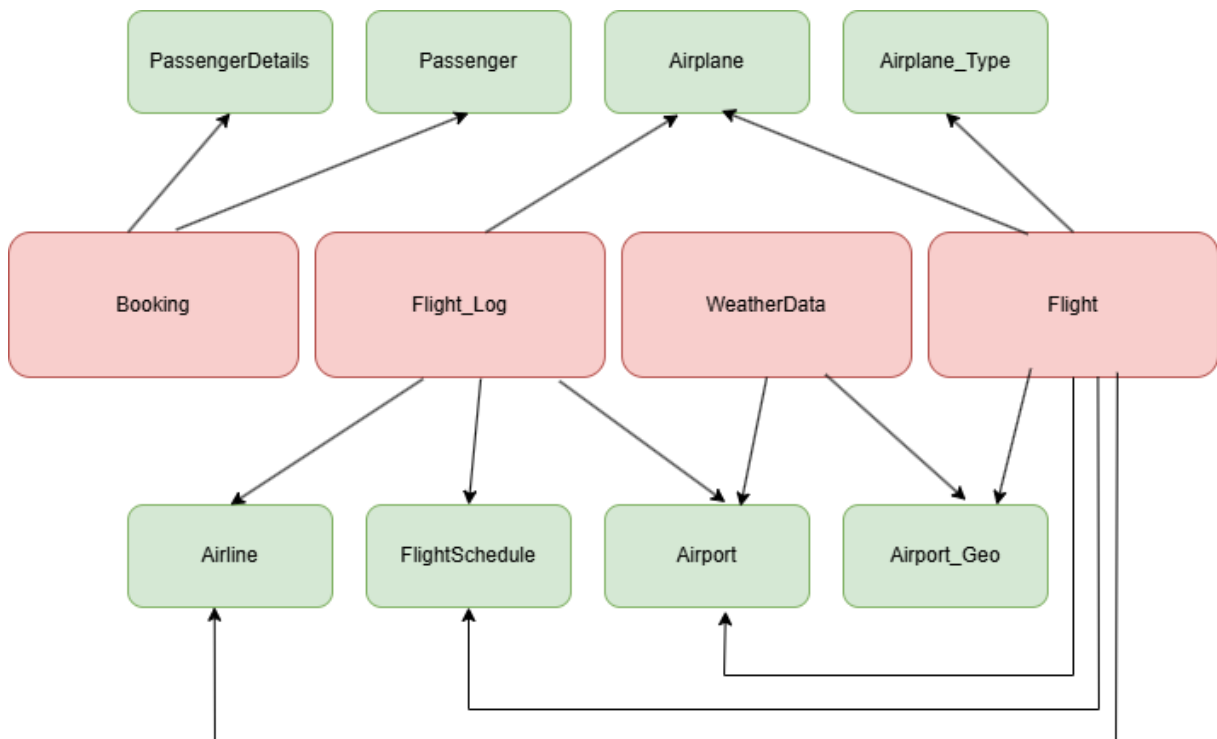 PassengerDetails
Passenger
Airplane
Airplane_Type
Booking
Flight_Log
WeatherData
Flight
Airline
FlightSchedule
Airport
Airport_Geo